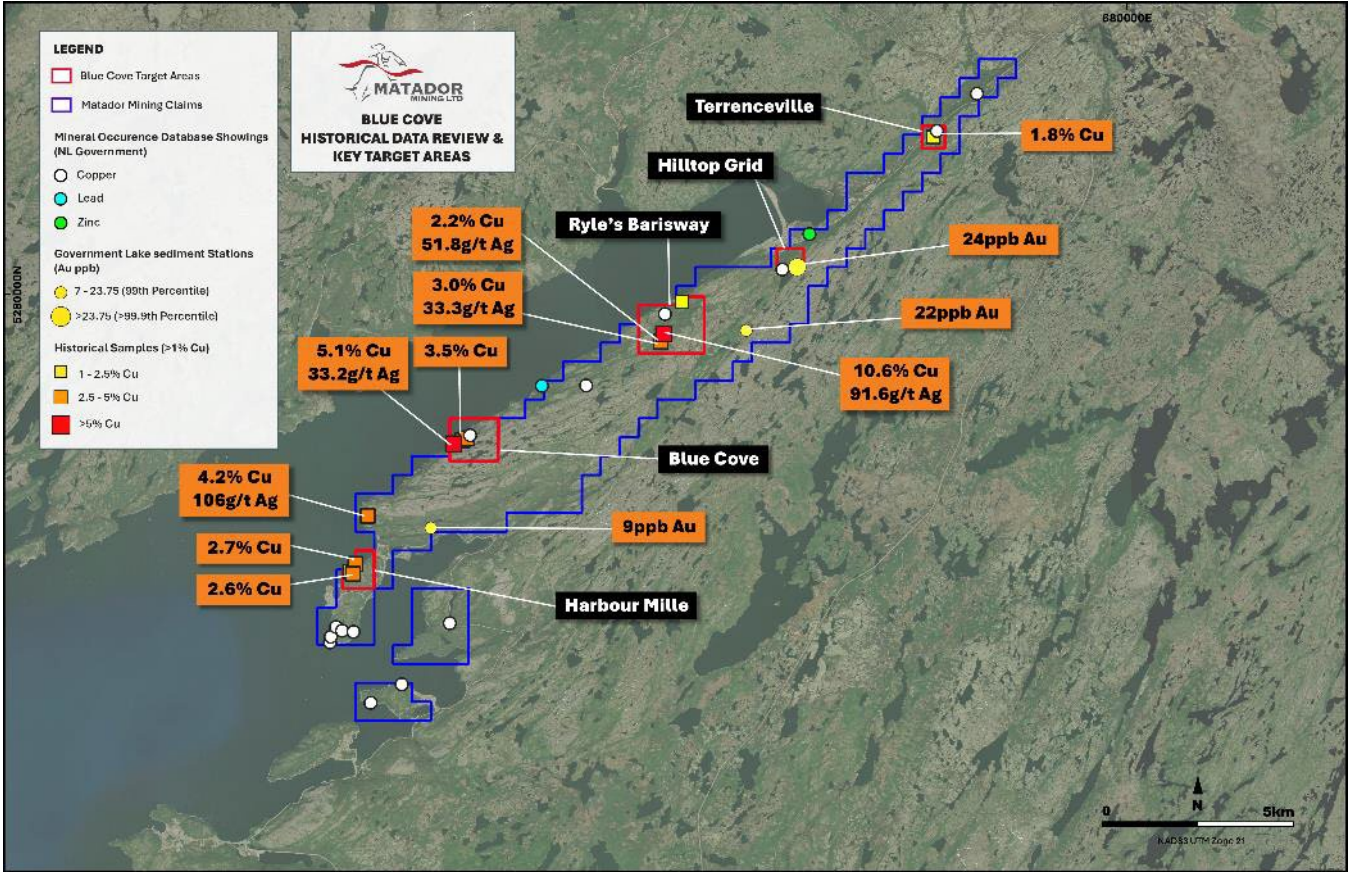 680000E
5280000N
LEGEND
Blue Cove Target Areas
Matador Mining Claims
Mineral Occurence Database Showings
(NL Government)
Copper
Lead
Zinc
Government Lake sediment Stations
(Au ppb)
7 - 23.75 (99th Percentile)
>23.75 (>99.9th Percentile)
Historical Samples (>1% Cu)
1 - 2.5% Cu
2.5 - 5% Cu
>5% Cu
MATADOR
MINING LTD
BLUE COVE
HISTORICAL DATA REVIEW &
KEY TARGET AREAS
Terrenceville
1.8% Cu
Hilltop Grid
Ryle's Barisway
2.2% Cu
51.8g/t Ag
24ppb Au
3.0% Cu
33.3g/t Ag
22ppb Au
5.1% Cu
33.2g/t Ag
3.5% Cu
10.6% Cu
91.6g/t Ag
Blue Cove
4.2% Cu
106g/t Ag
9ppb Au
2.7% Cu
2.6% Cu
Harbour Mille
N
0
5km
NAD83 UTM Zone 21